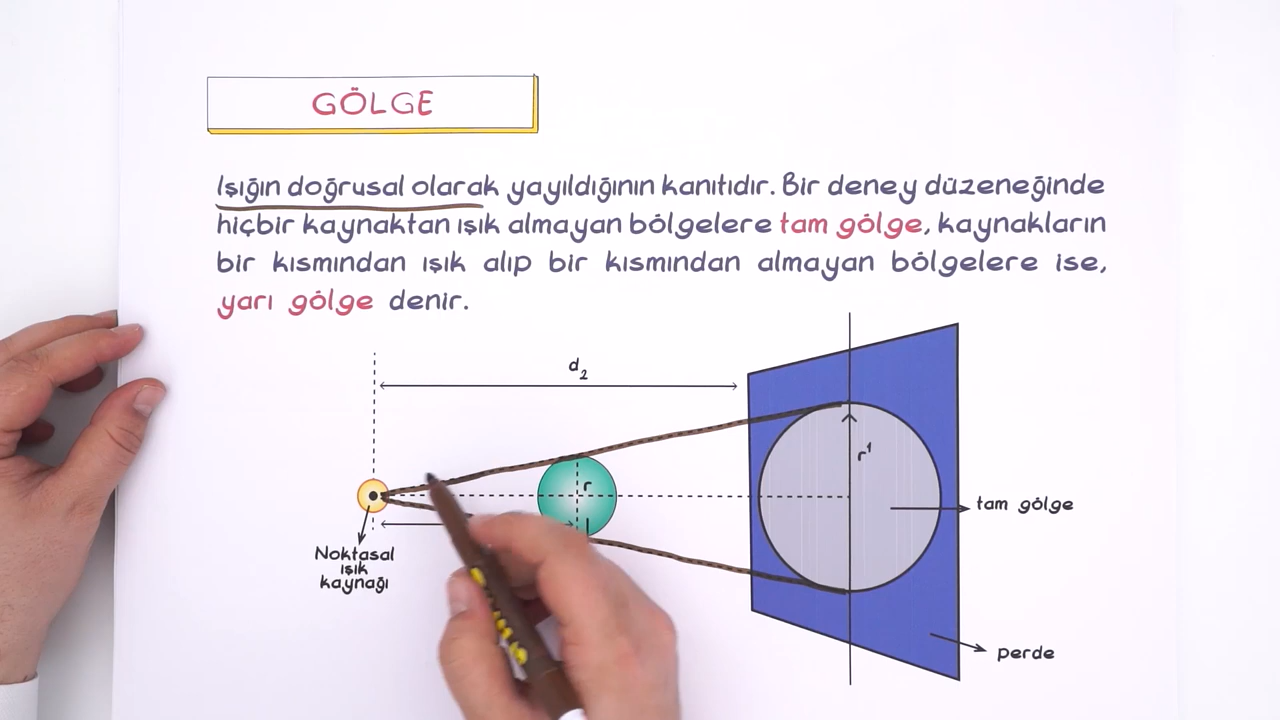 GÖLGE
Işığın doğrusal olarak yayıldığının kanıtıdır. Bir deney düzeneğinde
hiçbir kaynaktan ışık almayan bölgelere tam gölge, kaynakların
bir kısmından ışık alıp bir kısmından almayan bölgelere ise,
yarı gölge denir.
d₂
r
r¹
tam gölge
Noktasal
ışık
kaynağı
perde